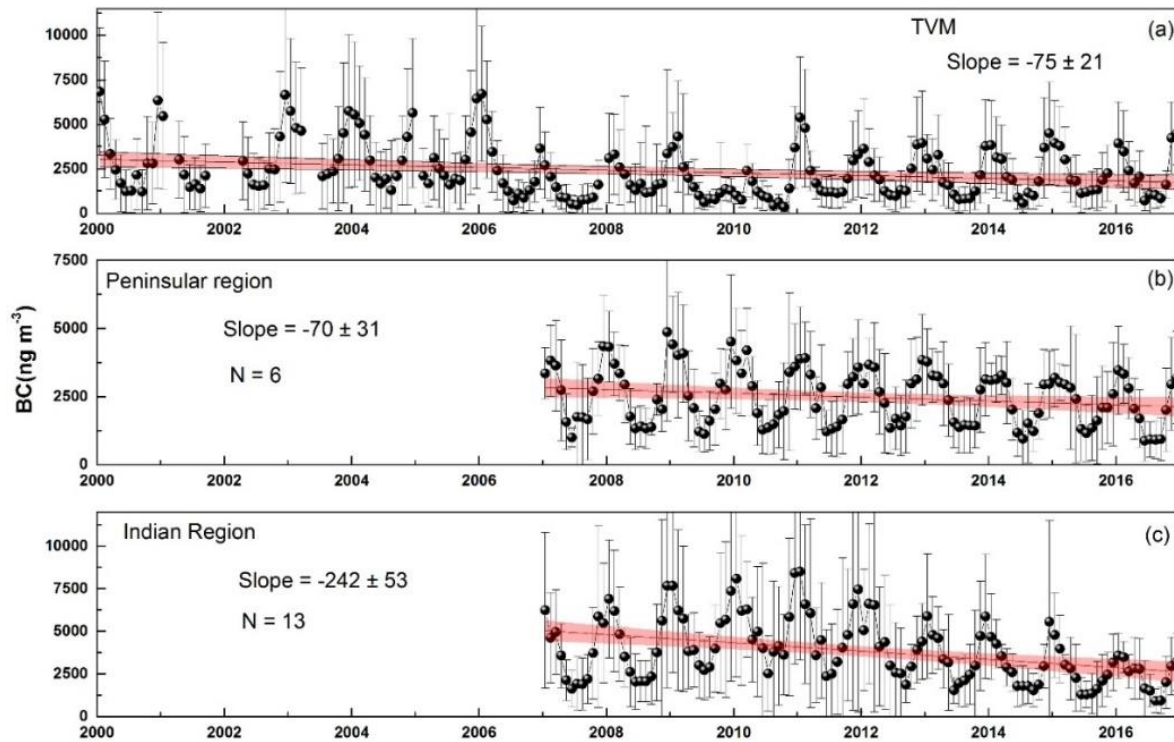 TVM
(a)
Slope = -75 ± 21
10000
7500
5000
2500
0
2000 2002 2004 2006 2008 2010 2012 2014 2016
Peninsular region
(b)
Slope = -70 ± 31
N = 6
7500
5000
2500
0
BC(ng m⁻³)
2000 2002 2004 2006 2008 2010 2012 2014 2016
Indian Region
(c)
Slope = -242 ± 53
N = 13
10000
7500
5000
2500
0
2000 2002 2004 2006 2008 2010 2012 2014 2016